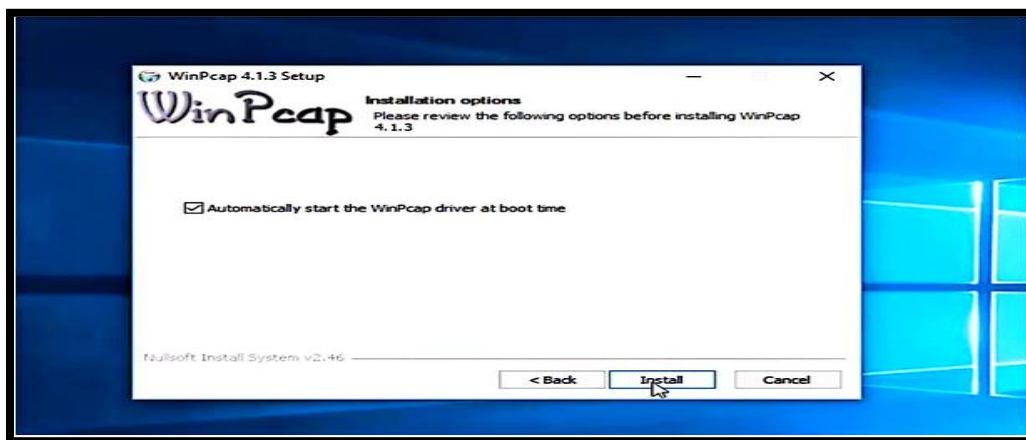 WinPcap 4.1.3 Setup
WinPcap
Installation options
Please review the following options before installing WinPcap
4.1.3
Automatically start the WinPcap driver at boot time
Nullsoft Install System v2.46
< Back Install Cancel